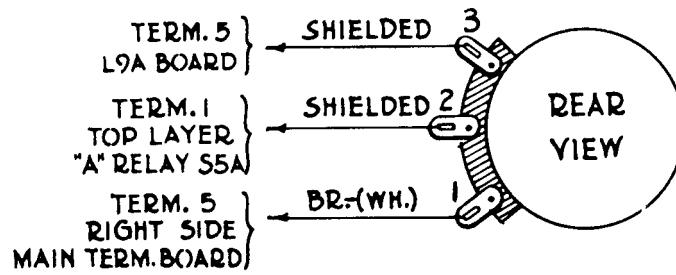 TERM. 5
L9A BOARD
SHIELDED
3
TERM. 1
TOP LAYER
"A" RELAY S5A
SHIELDED
2
TERM. 5
RIGHT SIDE
MAIN TERM. BOARD
BR.-(WH.)
1
REAR
VIEW